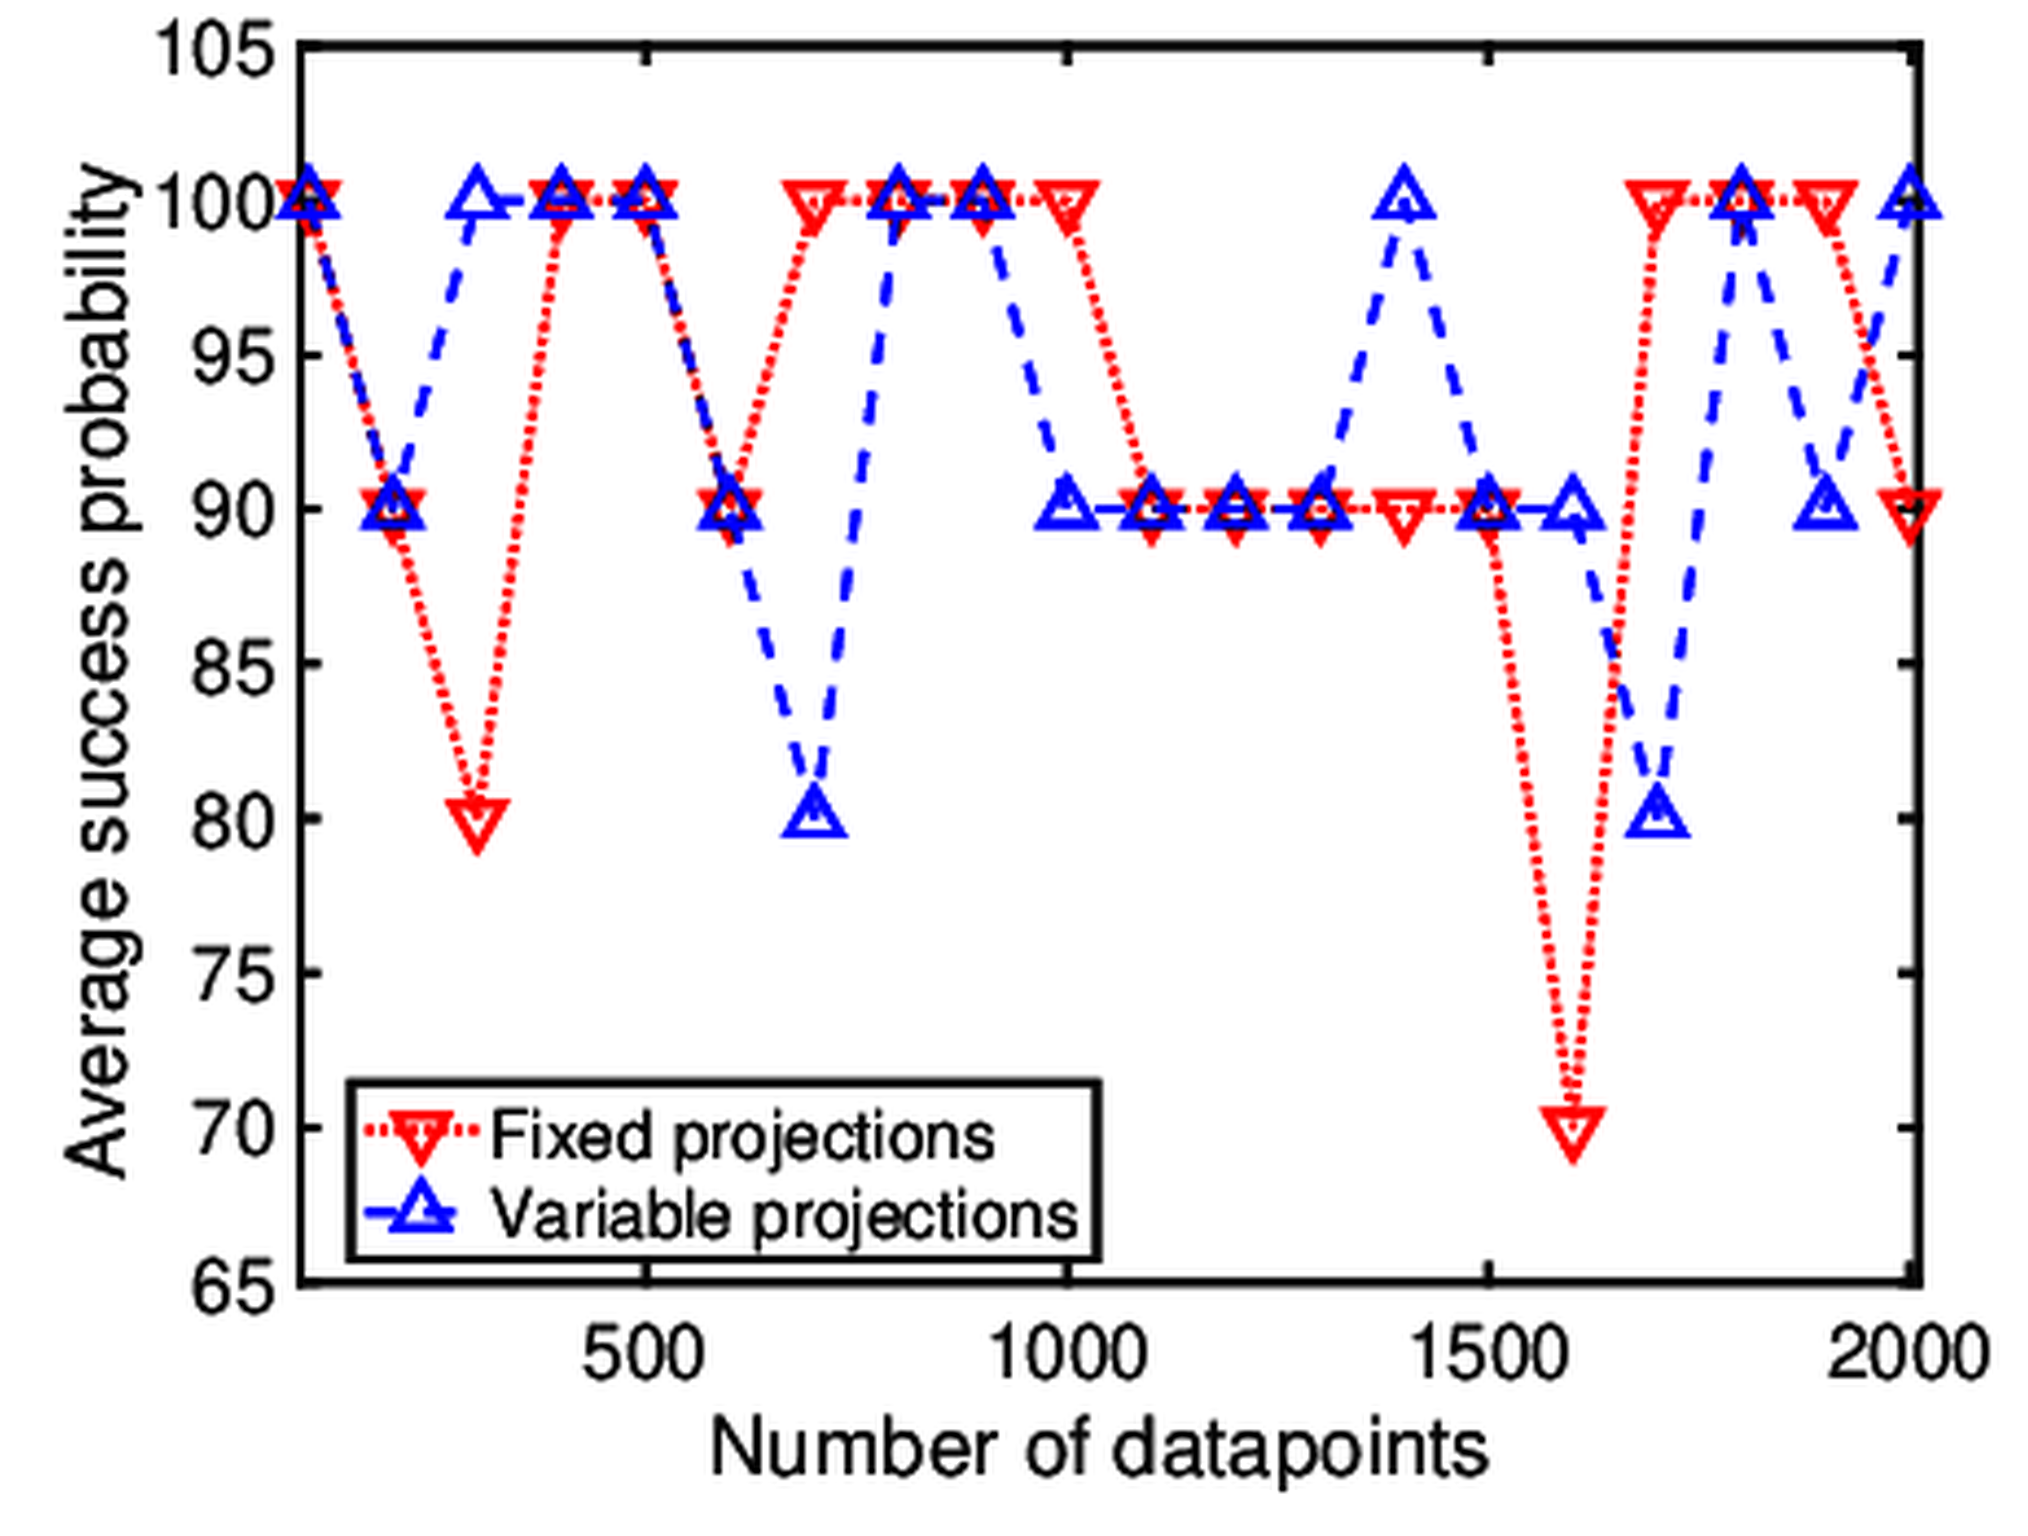 Average success probability
105
100
95
90
85
80
75
70
65
Fixed projections
Variable projections
500 1000 1500 2000
Number of datapoints